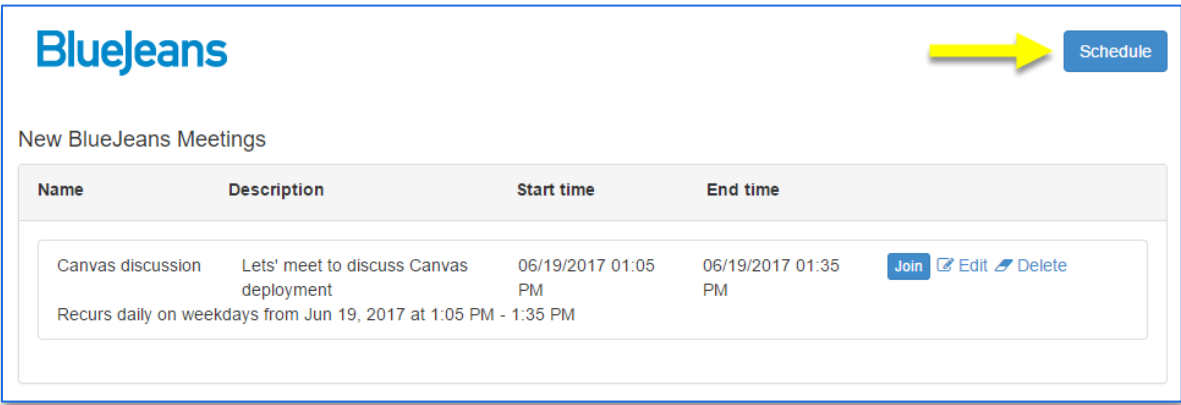 BlueJeans
Schedule
New BlueJeans Meetings
Name Description Start time End time
Canvas discussion Lets' meet to discuss Canvas 06/19/2017 01:05 06/19/2017 01:35 Join Edit Delete
deployment PM PM
Recurs daily on weekdays from Jun 19, 2017 at 1:05 PM - 1:35 PM